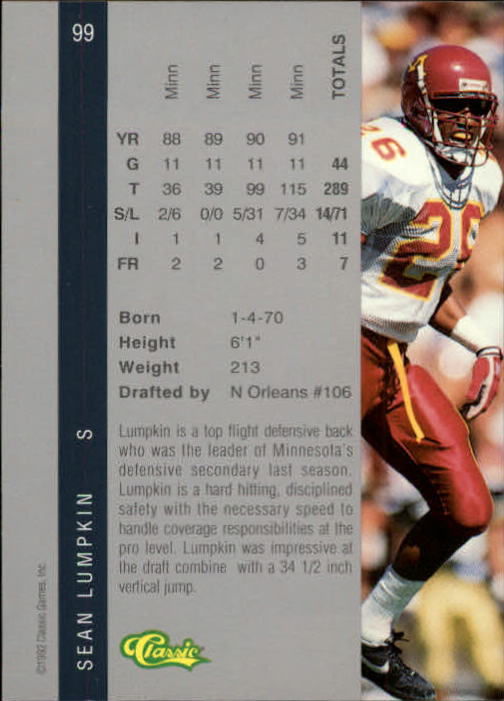 99
SEAN LUMPKIN S
©1992 Classic Games, Inc.
Minn Minn Minn Minn TOTALS
YR 88 89 90 91
G 11 11 11 11 44
T 36 39 99 115 289
S/L 2/6 0/0 5/31 7/34 14/71
I 1 1 4 5 11
FR 2 2 0 3 7
Born 1-4-70
Height 6'1"
Weight 213
Drafted by N Orleans #106
Lumpkin is a top flight defensive back
who was the leader of Minnesota's
defensive secondary last season.
Lumpkin is a hard hitting, disciplined
safety with the necessary speed to
handle coverage responsibilities at the
pro level. Lumpkin was impressive at
the draft combine with a 34 1/2 inch
vertical jump.
Classic
26
M